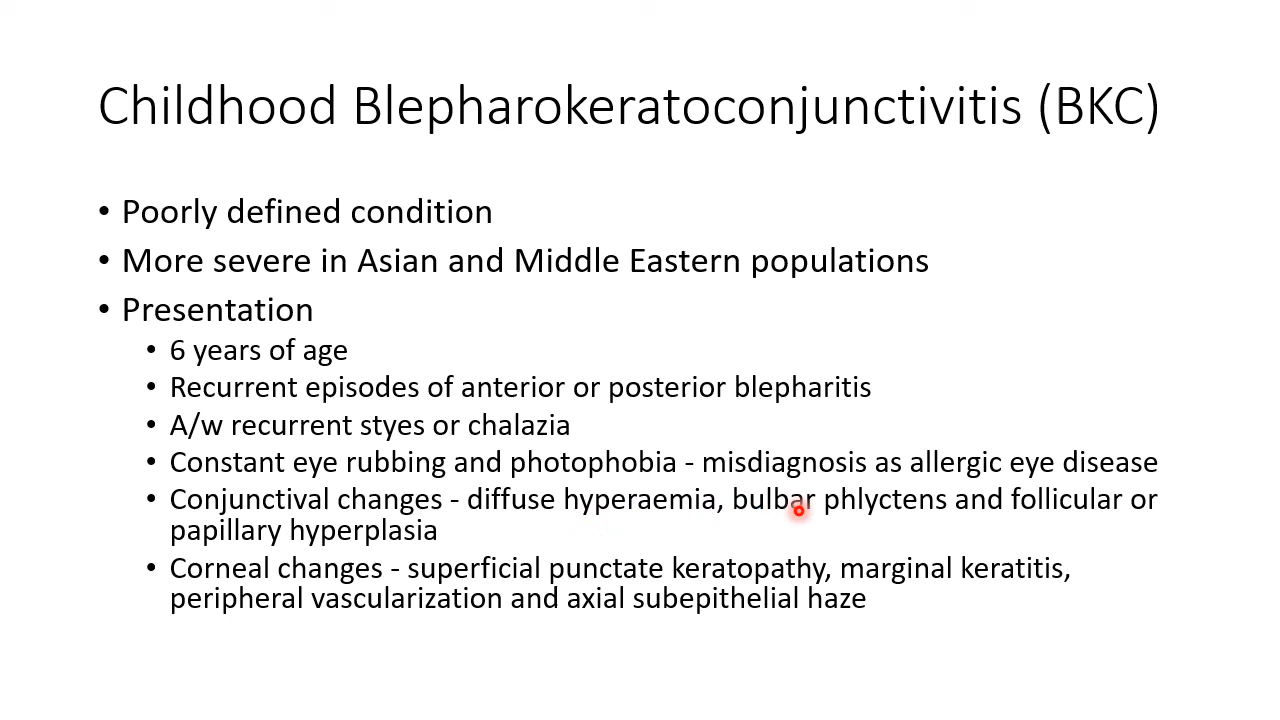 Childhood Blepharokeratoconjunctivitis (BKC)
• Poorly defined condition
• More severe in Asian and Middle Eastern populations
• Presentation
• 6 years of age
• Recurrent episodes of anterior or posterior blepharitis
• A/w recurrent styes or chalazia
• Constant eye rubbing and photophobia - misdiagnosis as allergic eye disease
• Conjunctival changes - diffuse hyperaemia, bulbar phlyctens and follicular or
papillary hyperplasia
• Corneal changes - superficial punctate keratopathy, marginal keratitis,
peripheral vascularization and axial subepithelial haze